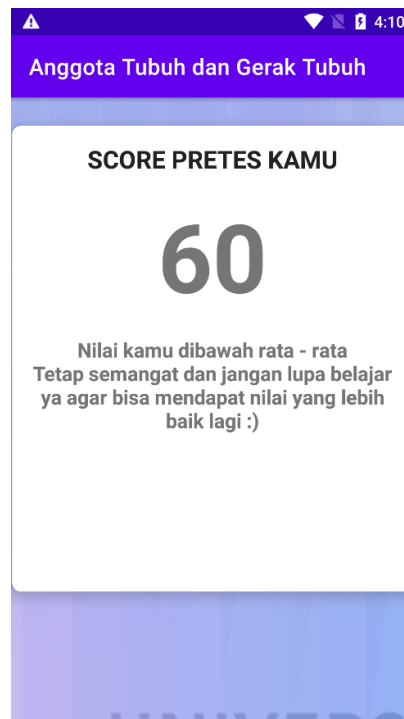 4:10
Anggota Tubuh dan Gerak Tubuh
SCORE PRETES KAMU
60
Nilai kamu dibawah rata - rata
Tetap semangat dan jangan lupa belajar
ya agar bisa mendapat nilai yang lebih
baik lagi :)